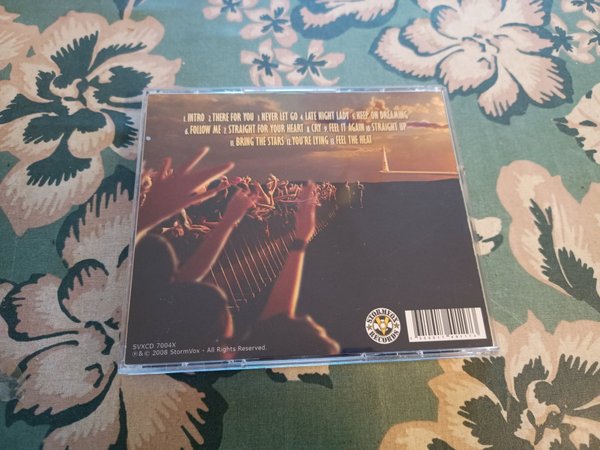 1. INTRO 2. THERE FOR YOU 3. NEVER LET GO 4. LATE NIGHT LADY 5. KEEP ON DREAMING
6. FOLLOW ME 7. STRAIGHT FOR YOUR HEART 8. CRY 9. FEEL IT AGAIN 10. STRAIGHT UP
11. BRING THE STARS 12. YOU'RE LYING 13. FEEL THE HEAT
STORMVOX
RECORDS
SVXCD 7004X
℗&© 2008 StormVox - All Rights Reserved.